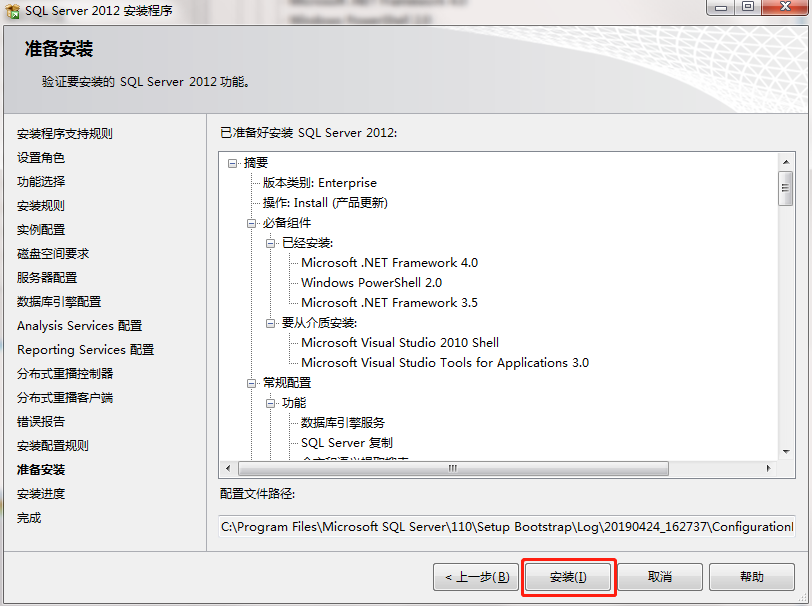 SQL Server 2012 安装程序
准备安装
验证要安装的 SQL Server 2012 功能。
安装程序支持规则
设置角色
功能选择
安装规则
实例配置
磁盘空间要求
服务器配置
数据库引擎配置
Analysis Services 配置
Reporting Services 配置
分布式重播控制器
分布式重播客户端
错误报告
安装配置规则
准备安装
安装进度
完成
已准备好安装 SQL Server 2012:
摘要
版本类别: Enterprise
操作: Install (产品更新)
必备组件
已经安装:
Microsoft .NET Framework 4.0
Windows PowerShell 2.0
Microsoft .NET Framework 3.5
要从介质安装:
Microsoft Visual Studio 2010 Shell
Microsoft Visual Studio Tools for Applications 3.0
常规配置
功能
数据库引擎服务
SQL Server 复制
配置文件路径:
C:\Program Files\Microsoft SQL Server\110\Setup Bootstrap\Log\20190424_162737\Configuration
< 上一步(B)
安装(I)
取消
帮助